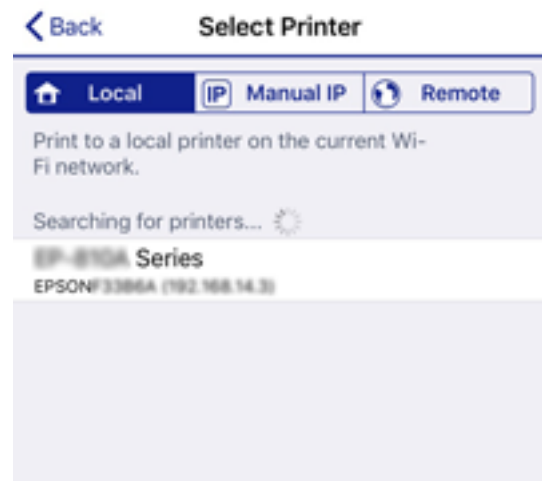 Back Select Printer
Local IP Manual IP Remote
Print to a local printer on the current Wi-
Fi network.
Searching for printers...
Series
EPSON